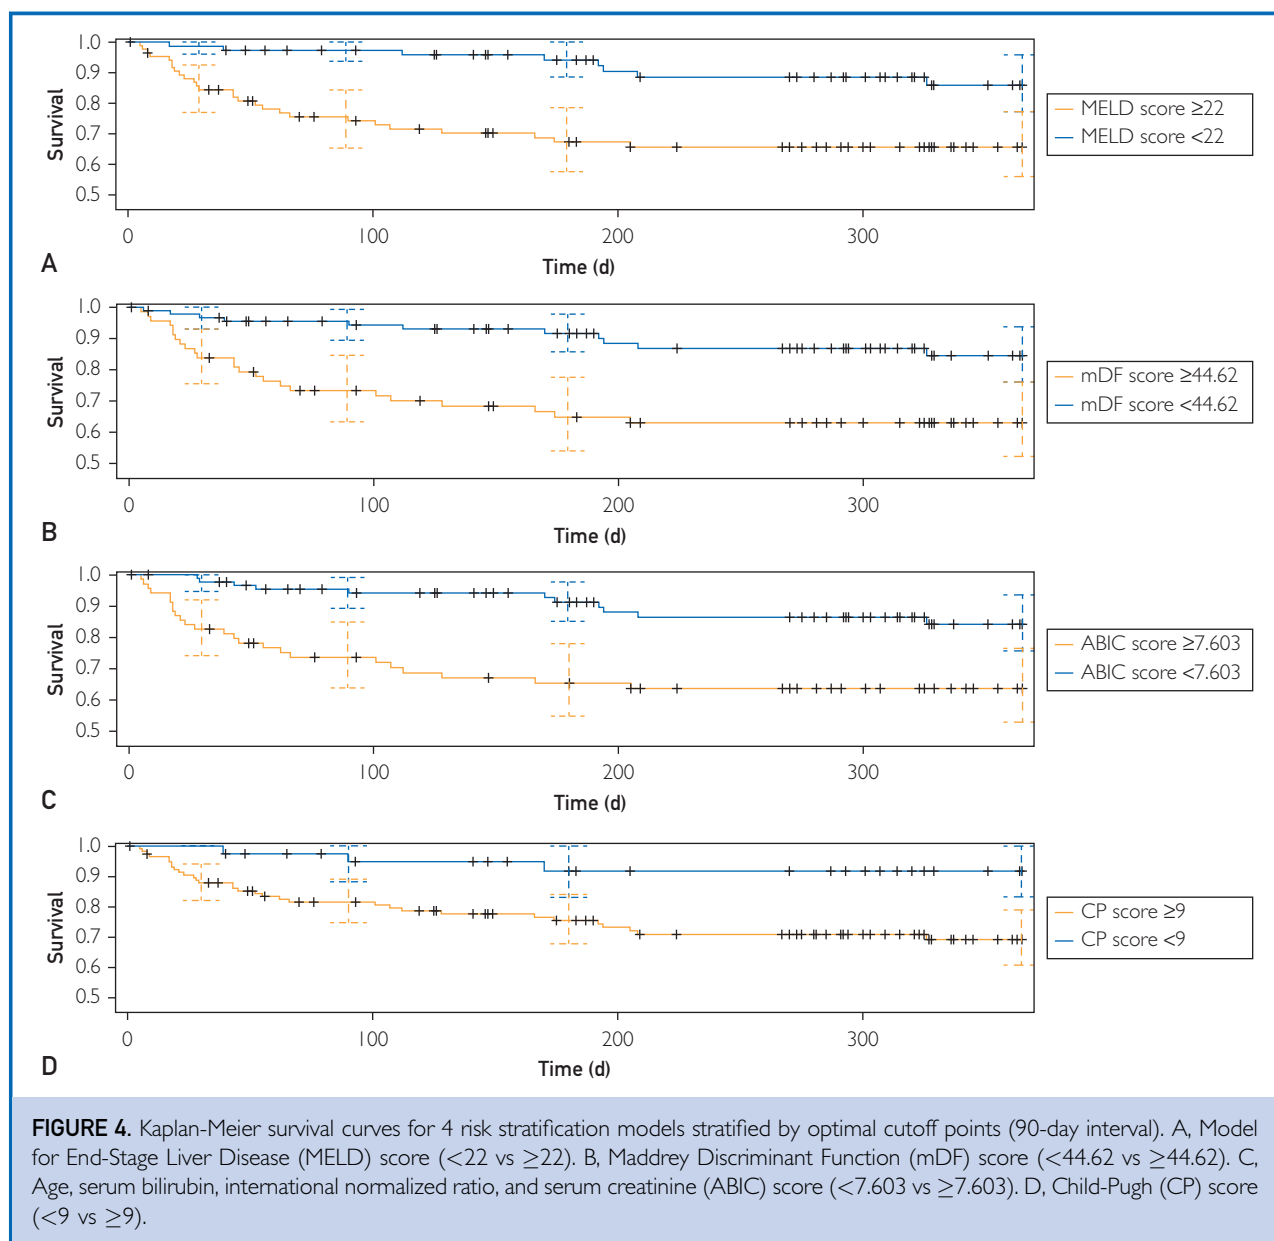 1.0
0.9
0.8
0.7
0.6
0.5
Survival
0 100 200 300
Time (d)
A
MELD score ≥22
MELD score <22
1.0
0.9
0.8
0.7
0.6
0.5
Survival
0 100 200 300
Time (d)
B
mDF score ≥44.62
mDF score <44.62
1.0
0.9
0.8
0.7
0.6
0.5
Survival
0 100 200 300
Time (d)
C
ABIC score ≥7.603
ABIC score <7.603
1.0
0.9
0.8
0.7
0.6
0.5
Survival
0 100 200 300
Time (d)
D
CP score ≥9
CP score <9
FIGURE 4. Kaplan-Meier survival curves for 4 risk stratification models stratified by optimal cutoff points (90-day interval). A, Model
for End-Stage Liver Disease (MELD) score (<22 vs ≥22). B, Maddrey Discriminant Function (mDF) score (<44.62 vs ≥44.62). C,
Age, serum bilirubin, international normalized ratio, and serum creatinine (ABIC) score (<7.603 vs ≥7.603). D, Child-Pugh (CP) score
(<9 vs ≥9).